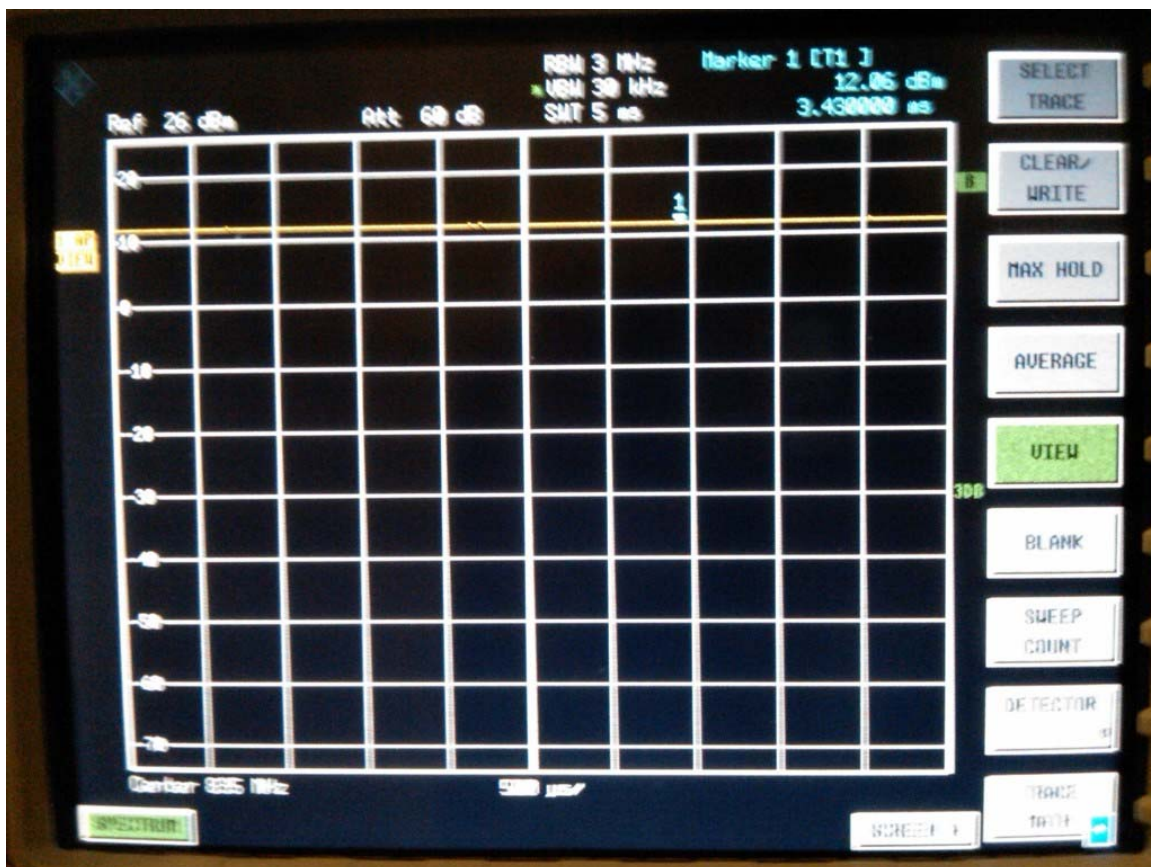 RBW 3 MHz
Marker 1 [T1 ]
VBW 30 kHz
12.06 dBm
Ref 26 dBm
Att 60 dB
SWT 5 ms
3.430000 ms
20
1
10
0
-10
-20
-30
-40
-50
-60
-70
B
3DB
VIEW
Center MHz
500 µs/
SPECTRUM
SCREEN
SELECT
TRACE
CLEAR/
WRITE
MAX HOLD
AVERAGE
VIEW
BLANK
SWEEP
COUNT
DETECTOR
TRACE
MATH